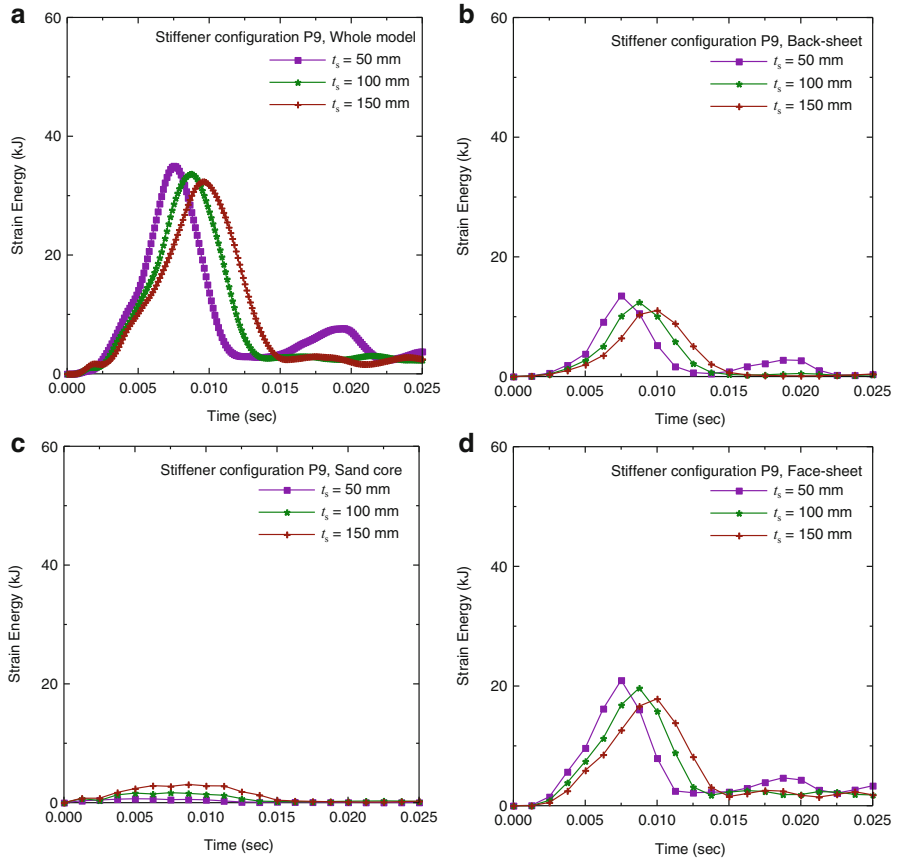 a
Stiffener configuration P9, Whole model
tₛ = 50 mm
tₛ = 100 mm
tₛ = 150 mm
60
40
20
0
Strain Energy (kJ)
0.000 0.005 0.010 0.015 0.020 0.025
Time (sec)
b
Stiffener configuration P9, Back-sheet
tₛ = 50 mm
tₛ = 100 mm
tₛ = 150 mm
60
40
20
0
Strain Energy (kJ)
0.000 0.005 0.010 0.015 0.020 0.025
Time (sec)
c
Stiffener configuration P9, Sand core
tₛ = 50 mm
tₛ = 100 mm
tₛ = 150 mm
60
40
20
0
Strain Energy (kJ)
0.000 0.005 0.010 0.015 0.020 0.025
Time (sec)
d
Stiffener configuration P9, Face-sheet
tₛ = 50 mm
tₛ = 100 mm
tₛ = 150 mm
60
40
20
0
Strain Energy (kJ)
0.000 0.005 0.010 0.015 0.020 0.025
Time (sec)